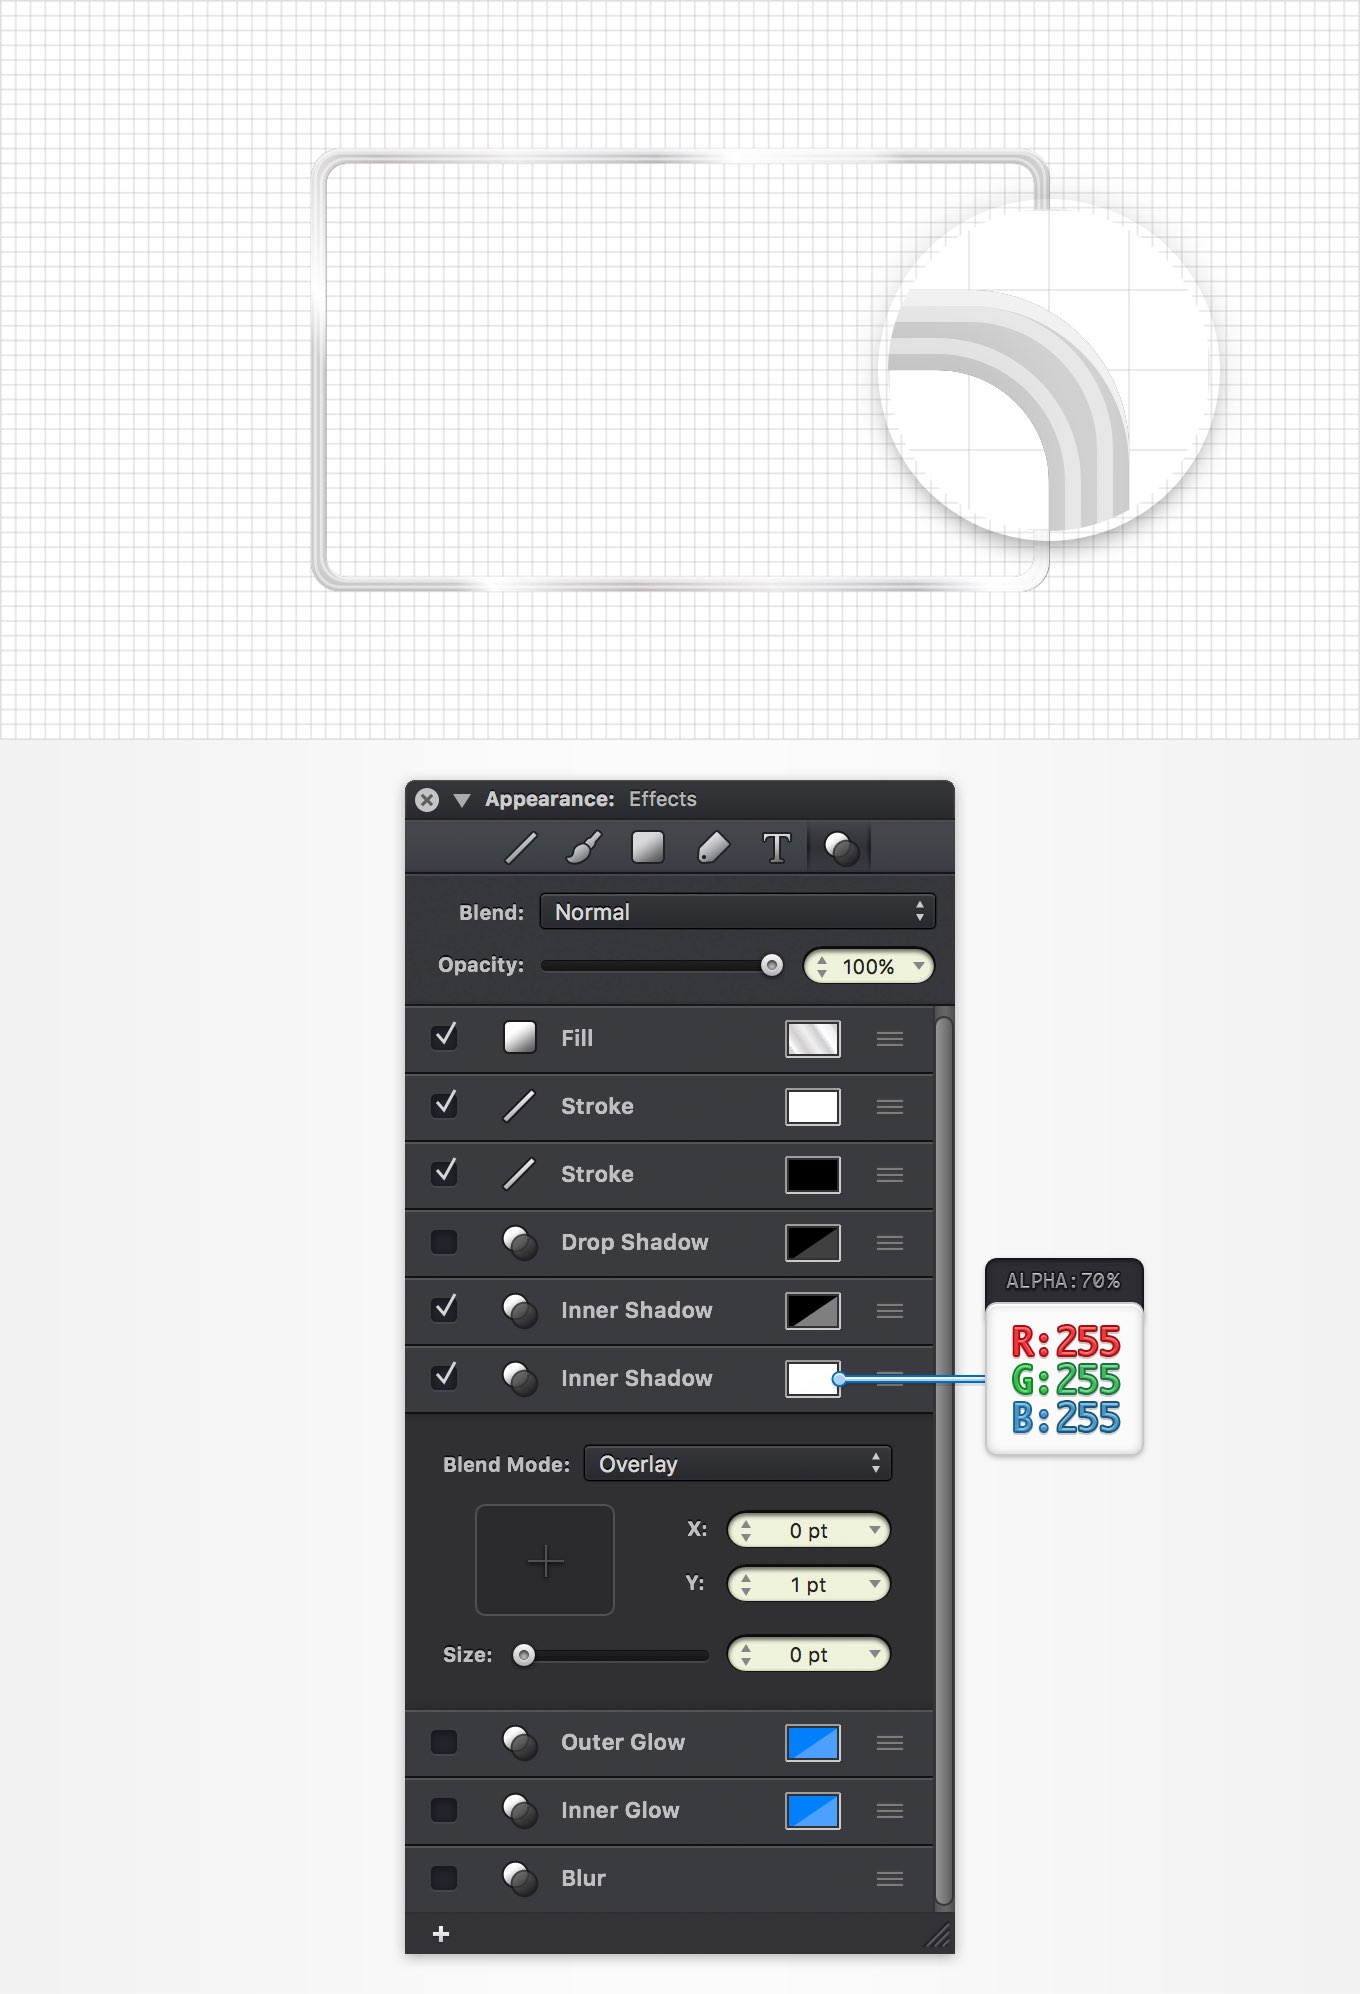 Appearance: Effects
T
Blend: Normal
Opacity: 100%
Fill
Stroke
Stroke
Drop Shadow
Inner Shadow
Inner Shadow
ALPHA:70%
R:255
G:255
B:255
Blend Mode: Overlay
X: 0 pt
Y: 1 pt
Size: 0 pt
Outer Glow
Inner Glow
Blur